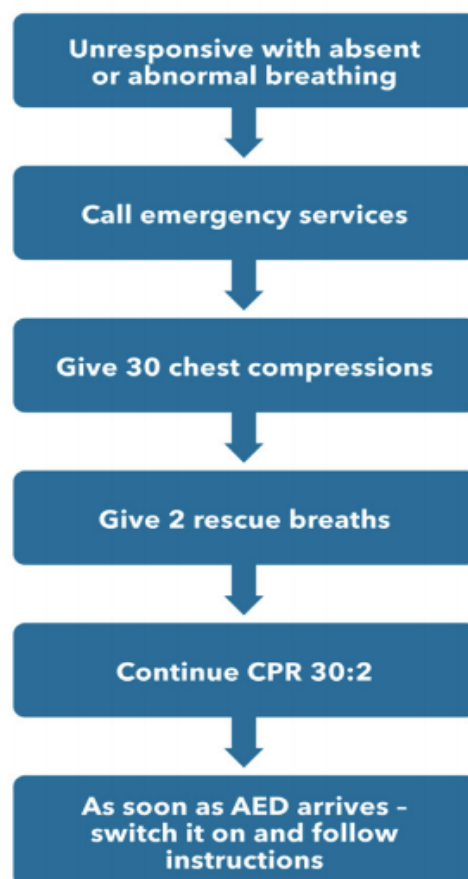 Unresponsive with absent
or abnormal breathing
Call emergency services
Give 30 chest compressions
Give 2 rescue breaths
Continue CPR 30:2
As soon as AED arrives –
switch it on and follow
instructions